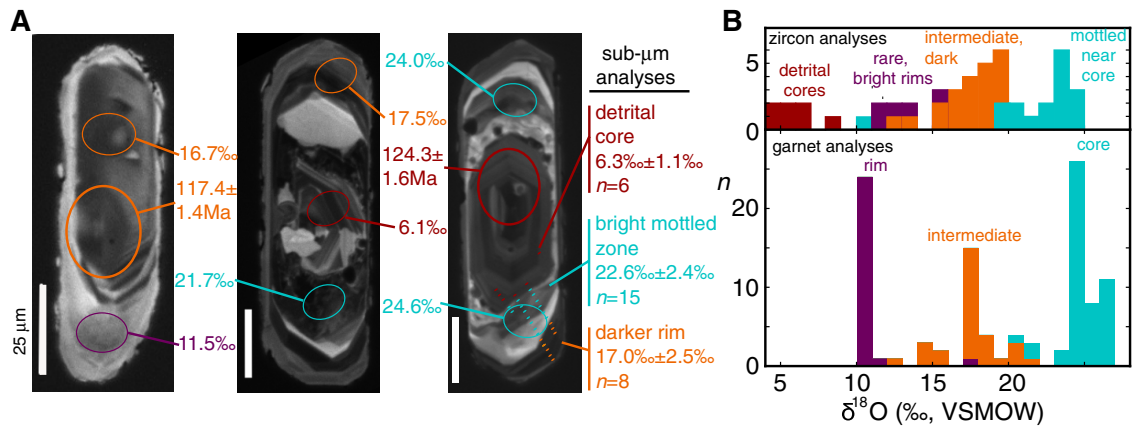 A
25 μm
16.7‰
117.4±
1.4Ma
21.7‰
11.5‰
24.0‰
17.5‰
124.3±
1.6Ma
6.1‰
24.6‰
sub-μm
analyses
detrital
core
6.3‰±1.1‰
n=6
bright mottled
zone
22.6‰±2.4‰
n=15
darker rim
17.0‰±2.5‰
n=8
B
zircon analyses
detrital
cores
rare,
bright rims
intermediate,
dark
mottled
near
core
5
0
garnet analyses
rim
intermediate
core
n
20
10
0
5 10 15 20
δ18O (‰, VSMOW)